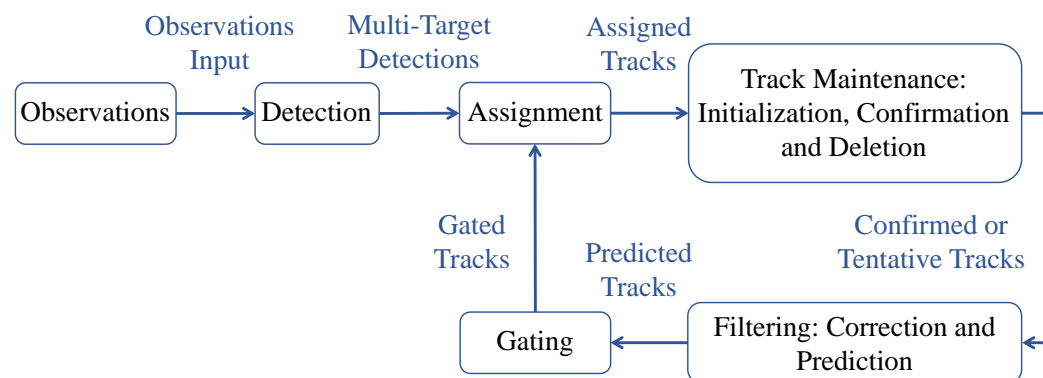 Observations
Input
Multi-Target
Detections
Assigned
Tracks
Observations
Detection
Assignment
Track Maintenance:
Initialization, Confirmation
and Deletion
Gated
Tracks
Predicted
Tracks
Confirmed or
Tentative Tracks
Gating
Filtering: Correction and
Prediction